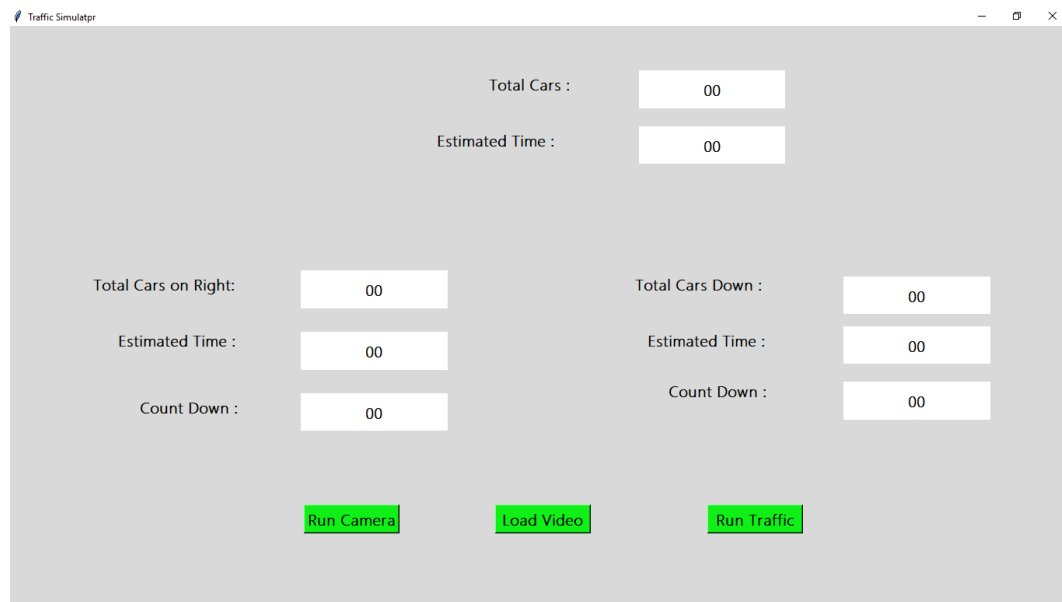 Traffic Simulatpr
Total Cars : 00
Estimated Time : 00
Total Cars on Right: 00
Estimated Time : 00
Count Down : 00
Total Cars Down : 00
Estimated Time : 00
Count Down : 00
Run Camera Load Video Run Traffic